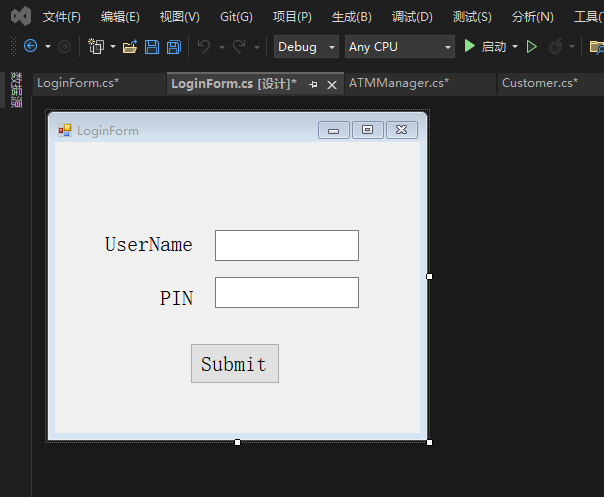 文件(F) 编辑(E) 视图(V) Git(G) 项目(P) 生成(B) 调试(D) 测试(S) 分析(N) 工具(
Debug Any CPU 启动
数据源
LoginForm.cs* LoginForm.cs [设计]* ATMManager.cs* Customer.cs*
LoginForm
UserName
PIN
Submit